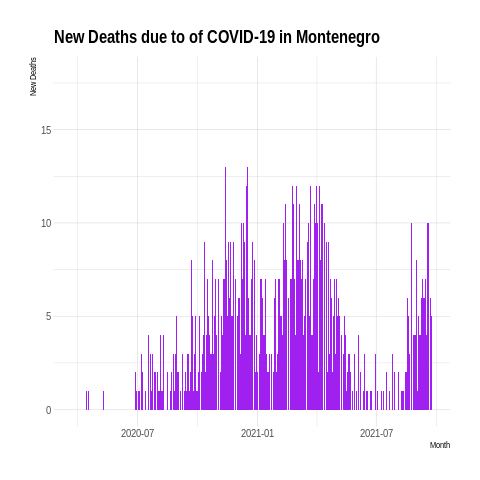 New Deaths due to of COVID-19 in Montenegro
New Deaths
15
10
5
0
2020-07
2021-01
2021-07
Month